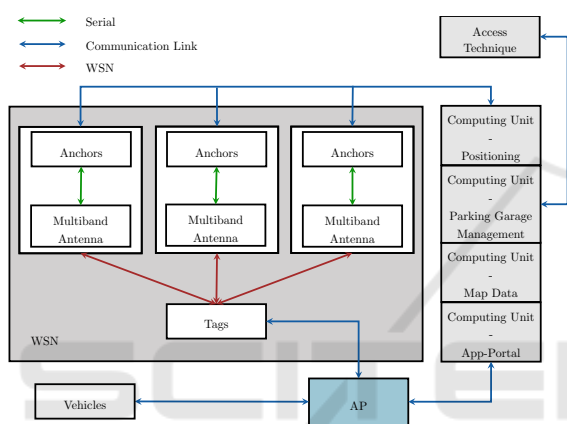 Serial
Communication Link
WSN
Access
Technique
Computing Unit
-
Positioning
Computing Unit
-
Parking Garage
Management
Computing Unit
-
Map Data
Computing Unit
-
App-Portal
Anchors
Anchors
Anchors
Multiband
Antenna
Multiband
Antenna
Multiband
Antenna
Tags
WSN
Vehicles
AP
SCITE